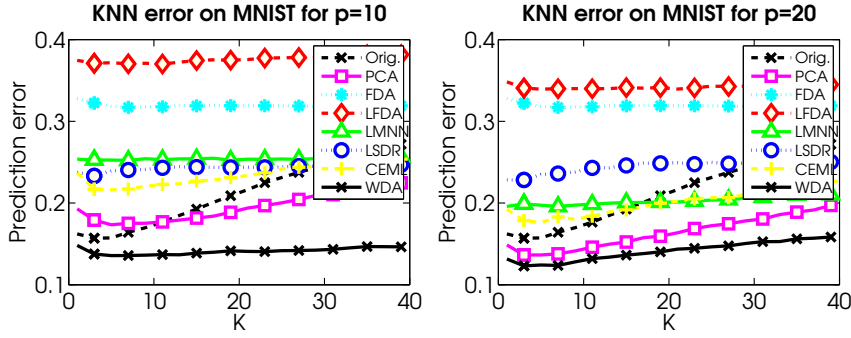 KNN error on MNIST for p=10
Prediction error
0.4
0.3
0.2
0.1
0
10
20
30
40
K
Orig.
PCA
FDA
LFDA
LMNN
LSDR
CEML
WDA
KNN error on MNIST for p=20
Prediction error
0.4
0.3
0.2
0.1
0
10
20
30
40
K
Orig.
PCA
FDA
LFDA
LMNN
LSDR
CEML
WDA